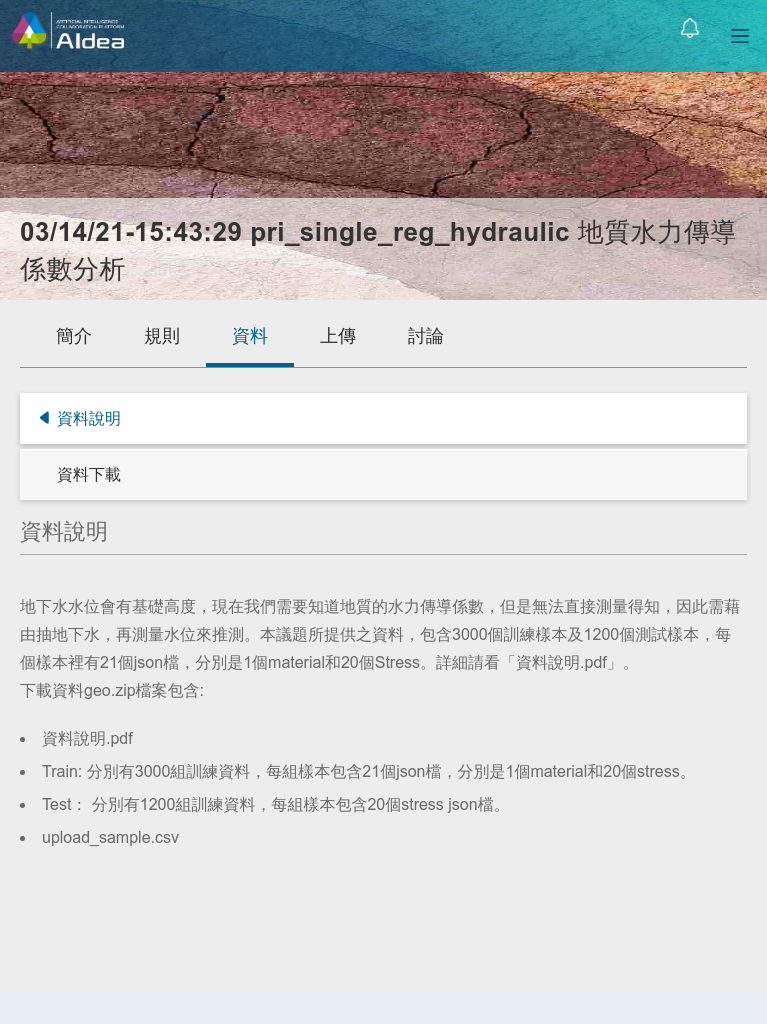 ARTIFICIAL INTELLIGENCE
COLLABORATION PLATFORM
AIdea
03/14/21-15:43:29 pri_single_reg_hydraulic 地質水力傳導
係數分析
簡介 規則 資料 上傳 討論
資料說明
資料下載
資料說明
地下水水位會有基礎高度，現在我們需要知道地質的水力傳導係數，但是無法直接測量得知，因此需藉
由抽地下水，再測量水位來推測。本議題所提供之資料，包含3000個訓練樣本及1200個測試樣本，每
個樣本裡有21個json檔，分別是1個material和20個Stress。詳細請看「資料說明.pdf」。
下載資料geo.zip檔案包含:
• 資料說明.pdf
• Train: 分別有3000組訓練資料，每組樣本包含21個json檔，分別是1個material和20個stress。
• Test： 分別有1200組訓練資料，每組樣本包含20個stress json檔。
• upload_sample.csv